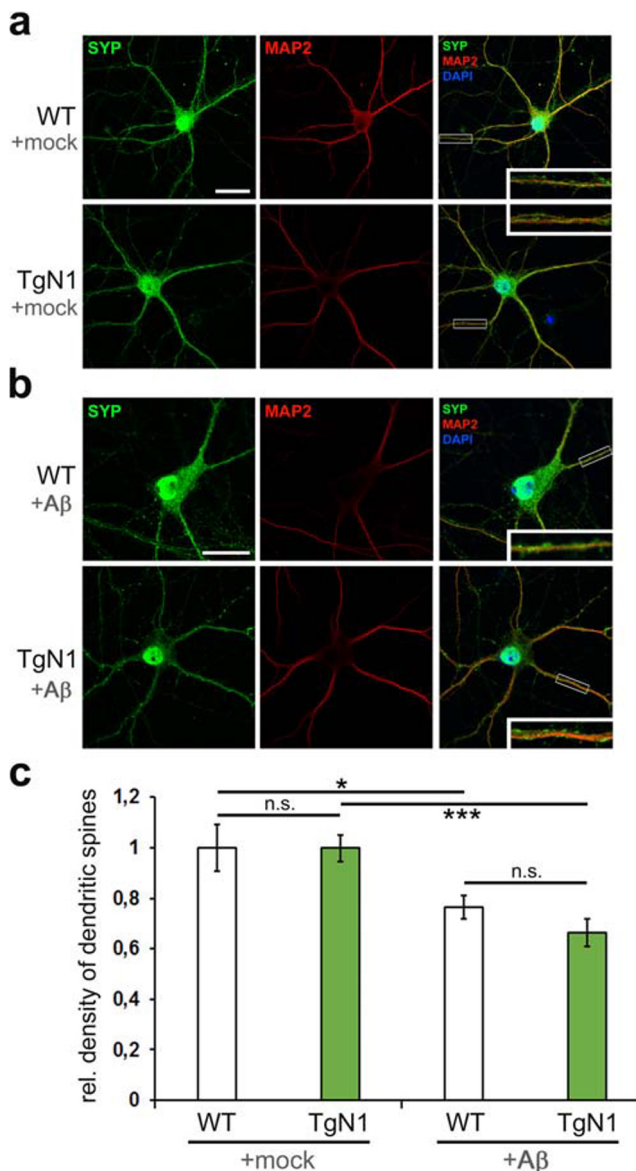 a
SYP
MAP2
SYP
MAP2
DAPI
WT
+mock
TgN1
+mock
b
SYP
MAP2
SYP
MAP2
DAPI
WT
+Aβ
TgN1
+Aβ
c
rel. density of dendritic spines
1,2
1
0,8
0,6
0,4
0,2
0
*
n.s.
***
n.s.
WT
TgN1
WT
TgN1
+mock
+Aβ